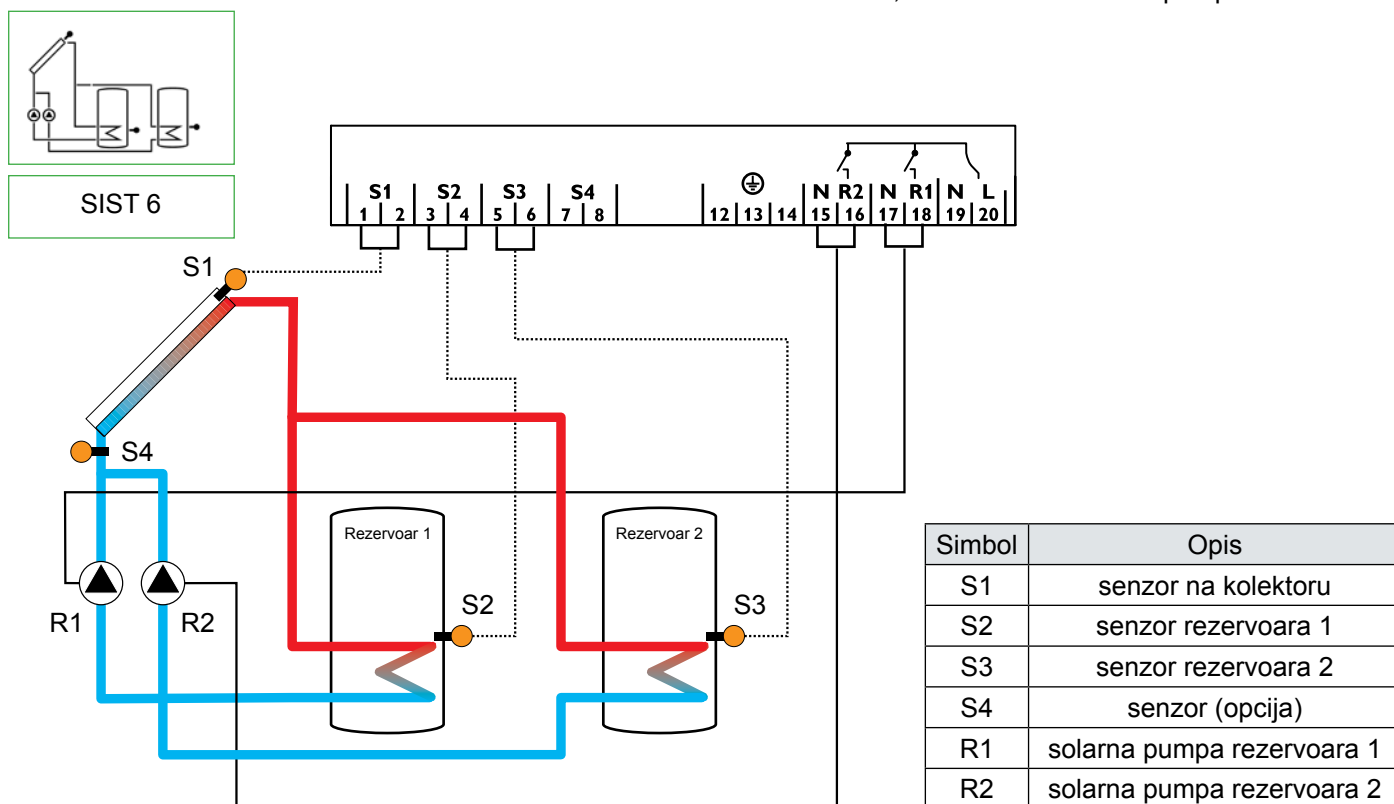 SIST 6
S1 S2 S3 S4 N R2 N R1 N L
1 2 3 4 5 6 7 8 12 13 14 15 16 17 18 19 20
S1
S4
Rezervoar 1
Rezervoar 2
R1
R2
S2
S3
Simbol Opis
S1 senzor na kolektoru
S2 senzor rezervoara 1
S3 senzor rezervoara 2
S4 senzor (opcija)
R1 solarna pumpa rezervoara 1
R2 solarna pumpa rezervoara 2